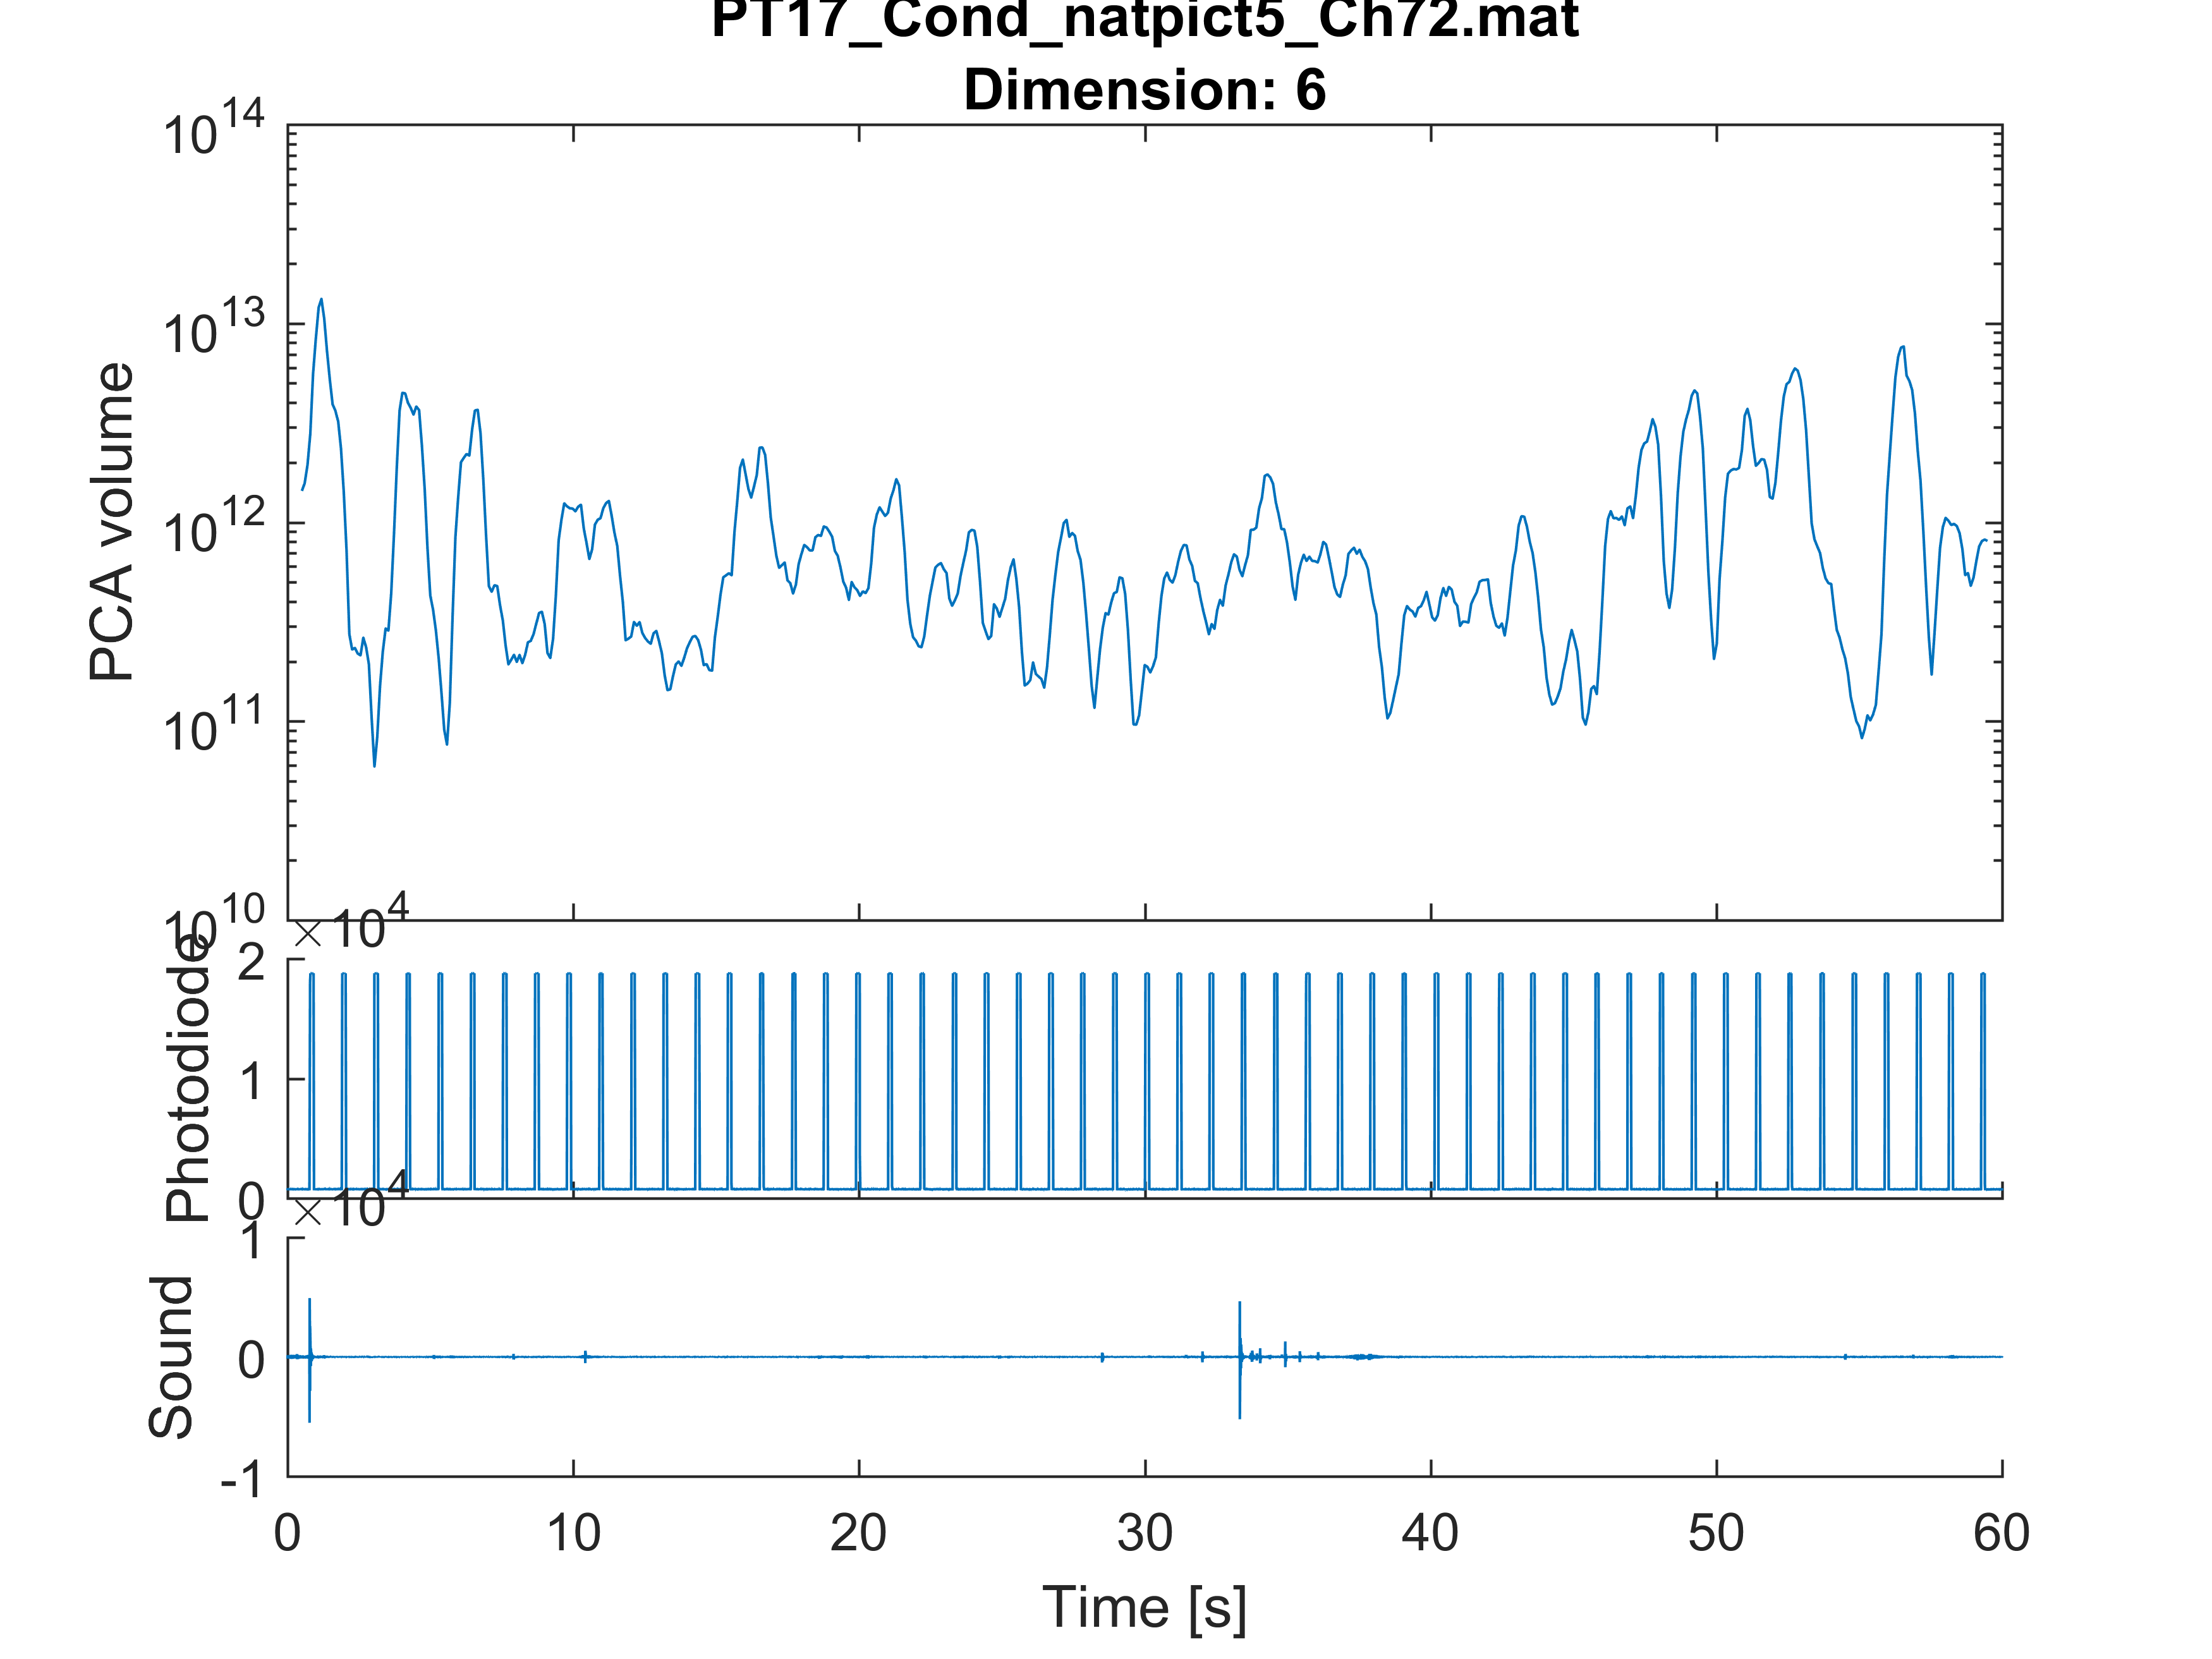 PT17_Cond_natpict5_Ch72.mat
Dimension: 6
10^14
10^13
10^12
10^11
10^10
PCA volume
× 10^4
2
1
0
Photodiode
× 10^4
1
0
-1
Sound
0 10 20 30 40 50 60
Time [s]